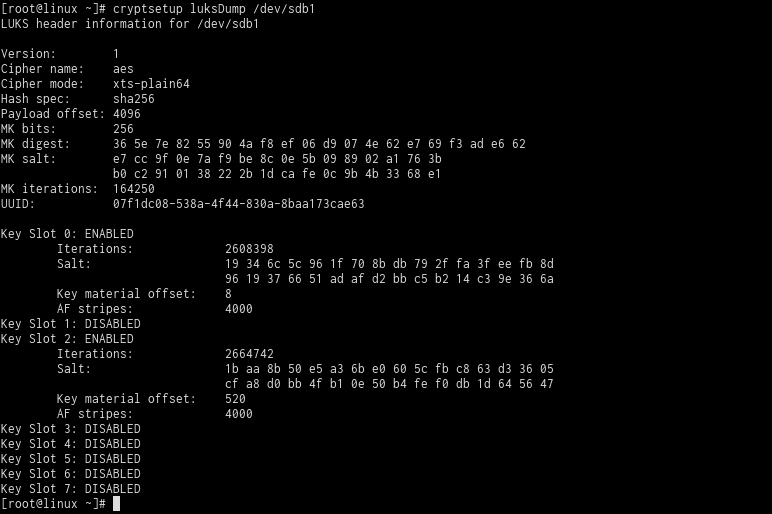 [root@linux ~]# cryptsetup luksDump /dev/sdb1
LUKS header information for /dev/sdb1

Version:       1
Cipher name:   aes
Cipher mode:   xts-plain64
Hash spec:     sha256
Payload offset: 4096
MK bits:       256
MK digest:     36 5e 7e 82 55 90 4a f8 ef 06 d9 07 4e 62 e7 69 f3 ad e6 62
MK salt:       e7 cc 9f 0e 7a f9 be 8c 0e 5b 09 89 02 a1 76 3b
               b0 c2 91 01 38 22 2b 1d ca fe 0c 9b 4b 33 68 e1
MK iterations: 164250
UUID:          07f1dc08-538a-4f44-830a-8baa173cae63

Key Slot 0: ENABLED
        Iterations:             2608398
        Salt:                   19 34 6c 5c 96 1f 70 8b db 79 2f fa 3f ee fb 8d
                                96 19 37 66 51 ad af d2 bb c5 b2 14 c3 9e 36 6a
        Key material offset:    8
        AF stripes:             4000
Key Slot 1: DISABLED
Key Slot 2: ENABLED
        Iterations:             2664742
        Salt:                   1b aa 8b 50 e5 a3 6b e0 60 5c fb c8 63 d3 36 05
                                cf a8 d0 bb 4f b1 0e 50 b4 fe f0 db 1d 64 56 47
        Key material offset:    520
        AF stripes:             4000
Key Slot 3: DISABLED
Key Slot 4: DISABLED
Key Slot 5: DISABLED
Key Slot 6: DISABLED
Key Slot 7: DISABLED
[root@linux ~]#